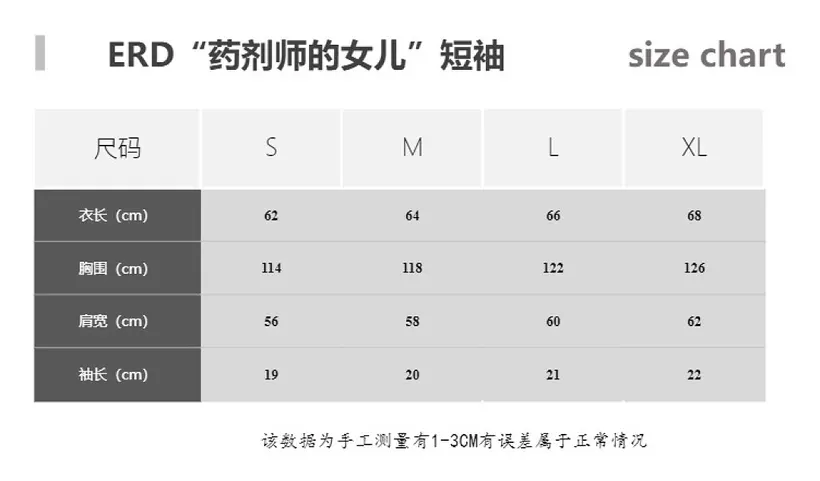 ERD“药剂师的女儿”短袖 size chart
尺码 S M L XL
衣长（cm） 62 64 66 68
胸围（cm） 114 118 122 126
肩宽（cm） 56 58 60 62
袖长（cm） 19 20 21 22
该数据为手工测量有1-3CM有误差属于正常情况